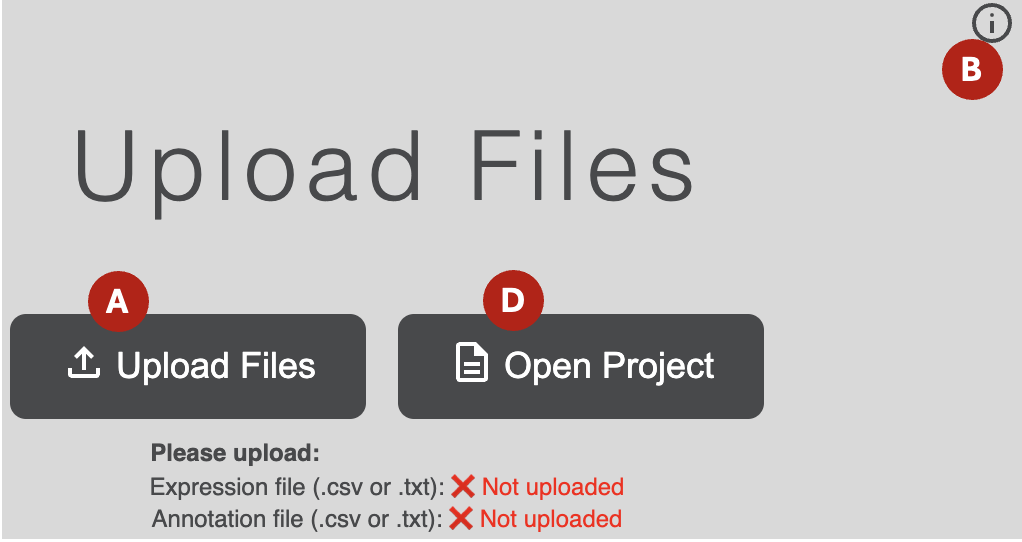 i
B
Upload Files
A
D
Upload Files
Open Project
Please upload:
Expression file (.csv or .txt): ❌ Not uploaded
Annotation file (.csv or .txt): ❌ Not uploaded